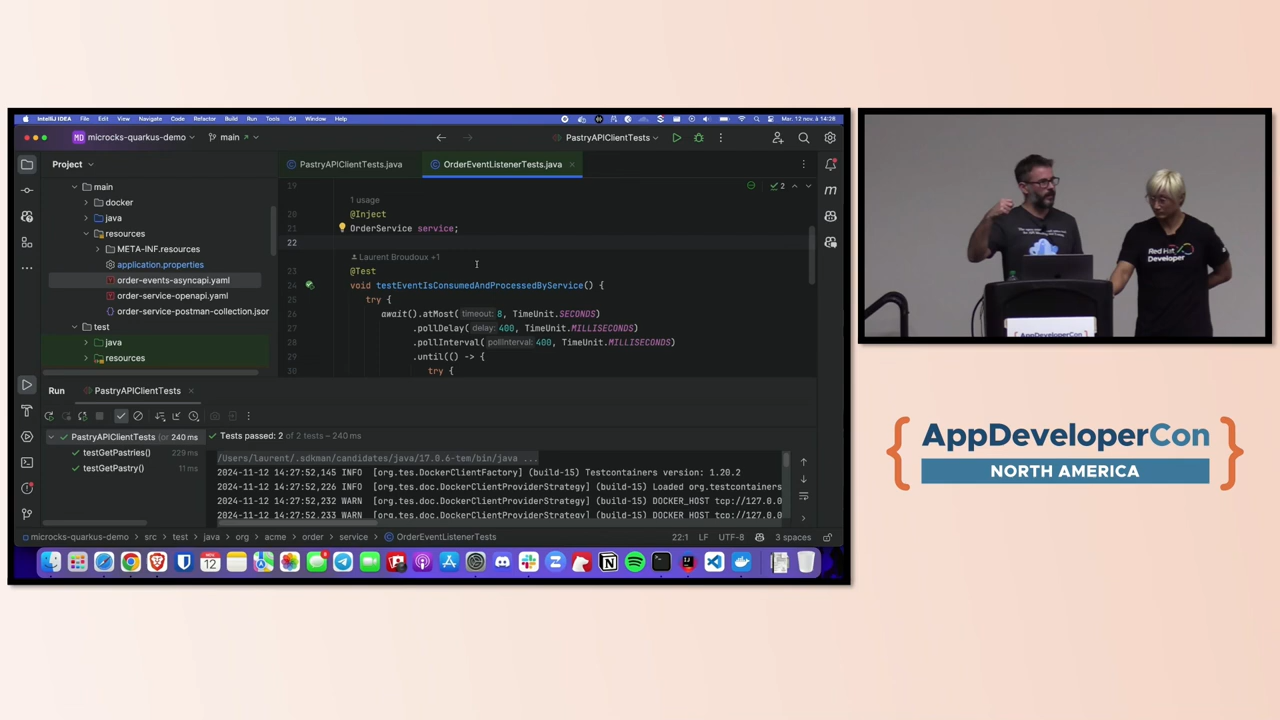 IntelliJ IDEA File Edit View Navigate Code Refactor Build Run Tools Git Window Help
Mar. 12 nov. à 14:28
MD microcks-quarkus-demo main
PastryAPIClientTests
Project
PastryAPIClientTests.java
OrderEventListenerTests.java
main
docker
java
resources
META-INF.resources
application.properties
order-events-asyncapi.yaml
order-service-openapi.yaml
order-service-postman-collection.json
test
java
resources
19
2
1 usage
20 @Inject
21 OrderService service;
22
Laurent Broudoux +1
23 @Test
24 void testEventIsConsumedAndProcessedByService() {
25 try {
26 await().atMost( timeout: 8, TimeUnit.SECONDS)
27 .pollDelay( delay: 400, TimeUnit.MILLISECONDS)
28 .pollInterval( pollInterval: 400, TimeUnit.MILLISECONDS)
29 .until(() -> {
30 try {
Run PastryAPIClientTests
PastryAPIClientTests (or 240 ms
testGetPastries() 229 ms
testGetPastry() 11 ms
Tests passed: 2 of 2 tests – 240 ms
/Users/laurent/.sdkman/candidates/java/17.0.6-tem/bin/java ...
2024-11-12 14:27:52,145 INFO [org.tes.DockerClientFactory] (build-15) Testcontainers version: 1.20.2
2024-11-12 14:27:52,226 INFO [org.tes.doc.DockerClientProviderStrategy] (build-15) Loaded org.testcontainers
2024-11-12 14:27:52,232 WARN [org.tes.doc.DockerClientProviderStrategy] (build-15) DOCKER_HOST tcp://127.0.0
2024-11-12 14:27:52,233 WARN [org.tes.doc.DockerClientProviderStrategy] (build-15) DOCKER_HOST tcp://127.0.0
microcks-quarkus-demo > src > test > java > org > acme > order > service > OrderEventListenerTests
22:1 LF UTF-8 3 spaces
NOV
12
Red Hat
Developer
AppDeveloperCon
AppDeveloperCon
NORTH AMERICA